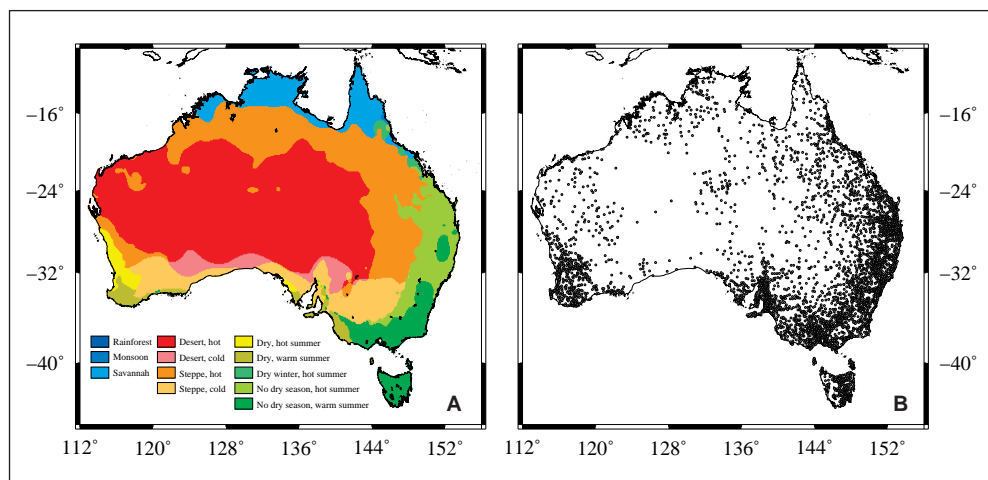 −16°
−24°
−32°
−40°
Rainforest
Monsoon
Savannah
Desert, hot
Desert, cold
Steppe, hot
Steppe, cold
Dry, hot summer
Dry, warm summer
Dry winter, hot summer
No dry season, hot summer
No dry season, warm summer
A
112° 120° 128° 136° 144° 152°
B
−16°
−24°
−32°
−40°
112° 120° 128° 136° 144° 152°